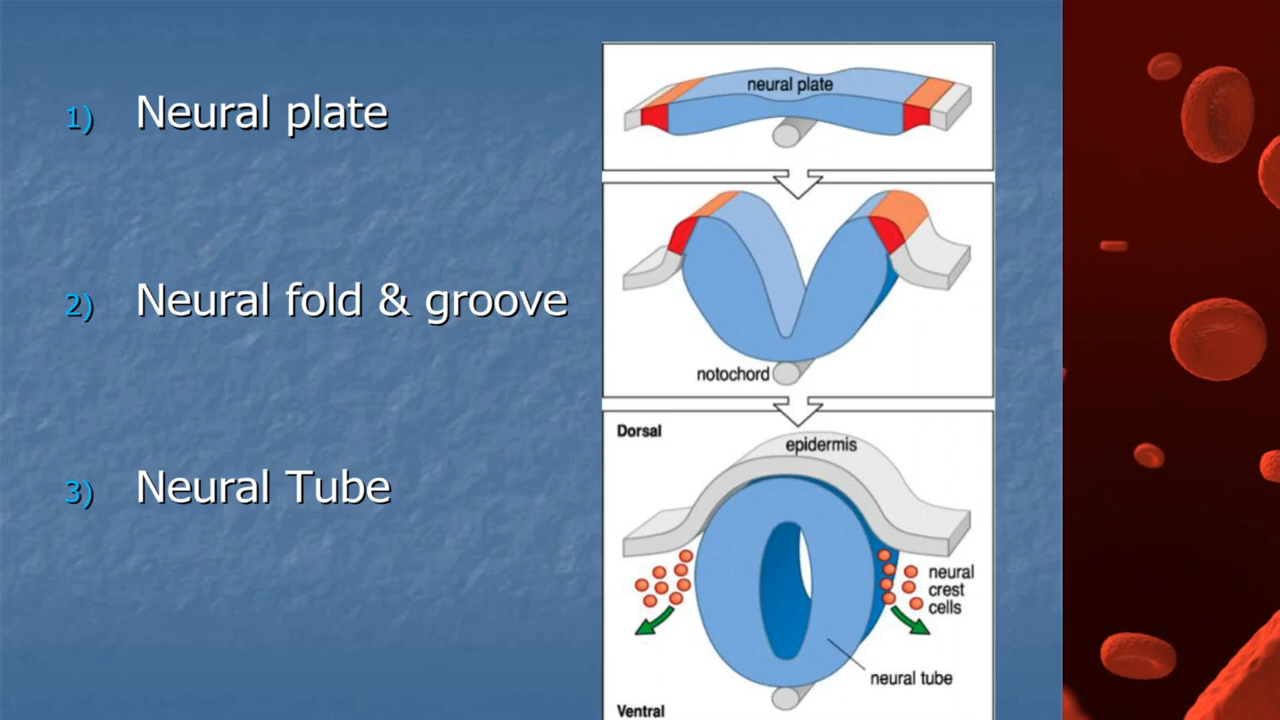 1) Neural plate
2) Neural fold & groove
3) Neural Tube
neural plate
notochord
Dorsal
epidermis
neural
crest
cells
neural tube
Ventral